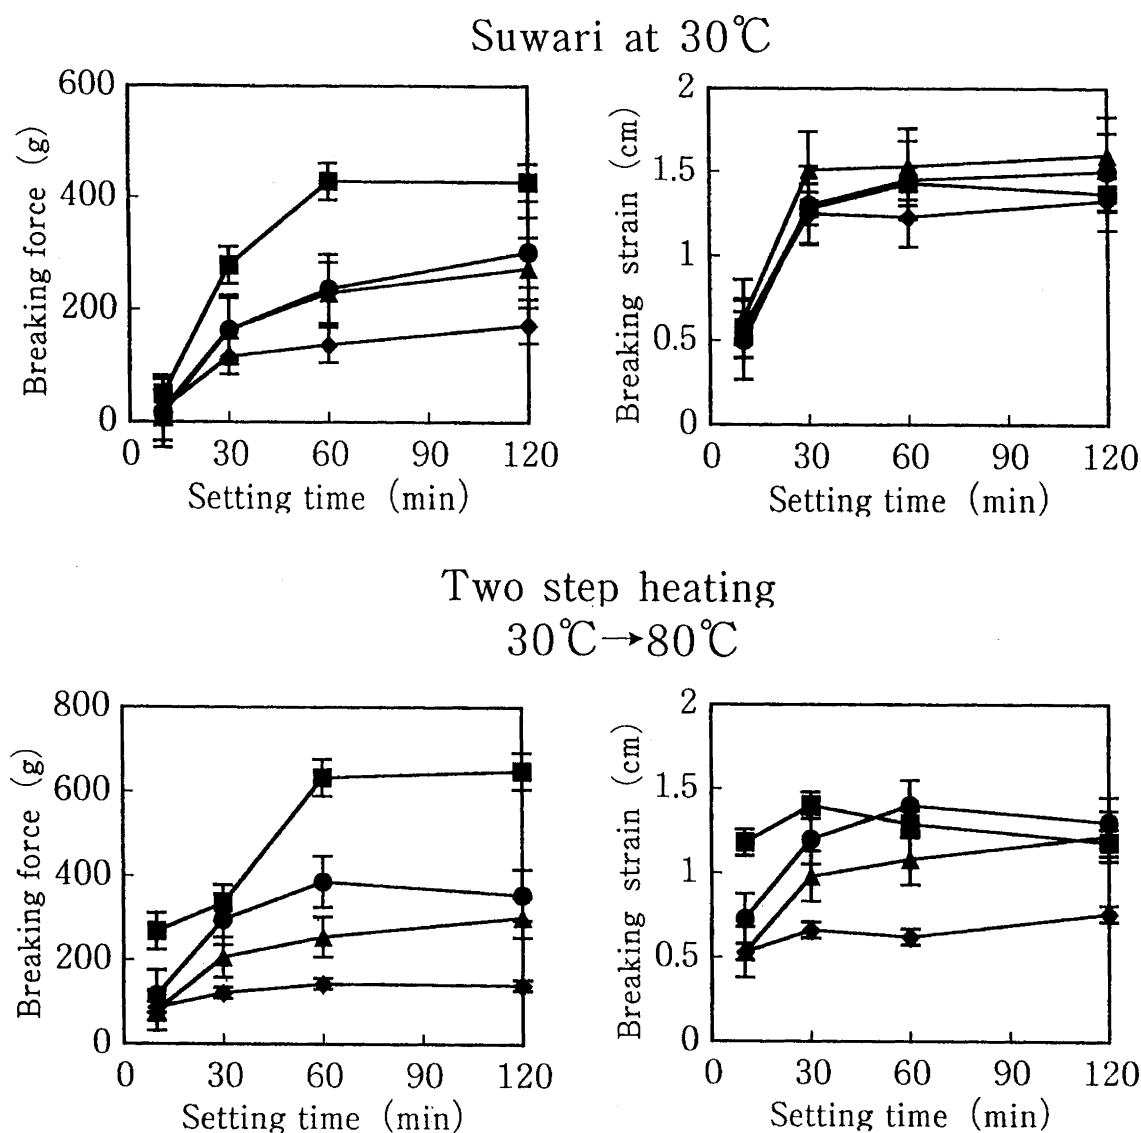 Suwari at 30℃
Breaking force (g)
600
400
200
0
0 30 60 90 120
Setting time (min)
Breaking strain (cm)
2
1.5
1
0.5
0
0 30 60 90 120
Setting time (min)
Two step heating
30℃→80℃
Breaking force (g)
800
600
400
200
0
0 30 60 90 120
Setting time (min)
Breaking strain (cm)
2
1.5
1
0.5
0
0 30 60 90 120
Setting time (min)